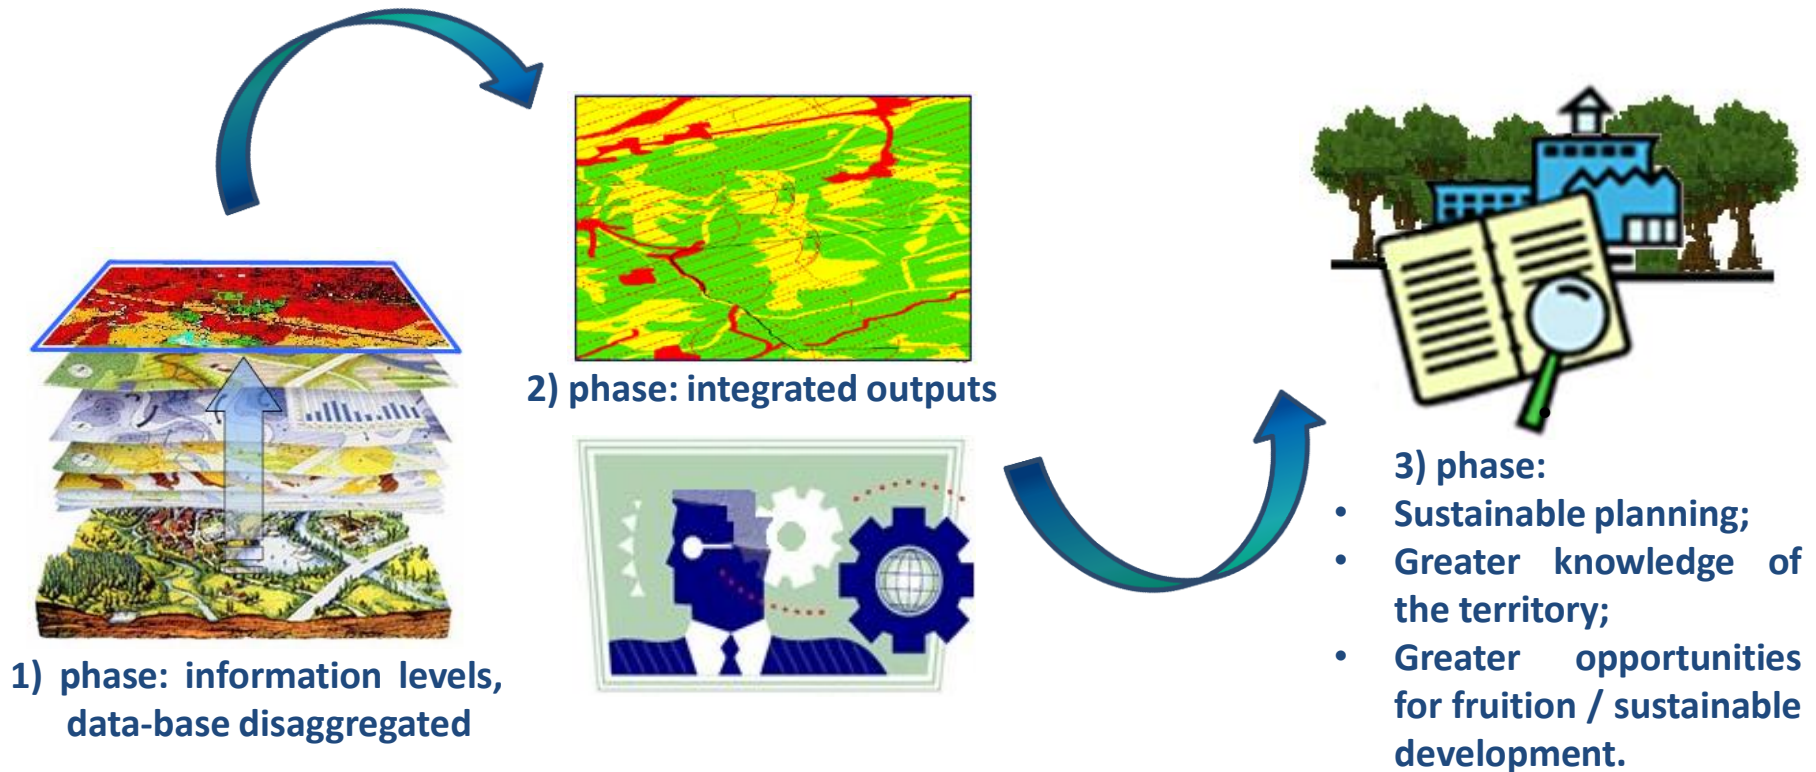 1) phase: information levels,
data-base disaggregated
2) phase: integrated outputs
3) phase:
• Sustainable planning;
• Greater knowledge of
the territory;
• Greater opportunities
for fruition / sustainable
development.